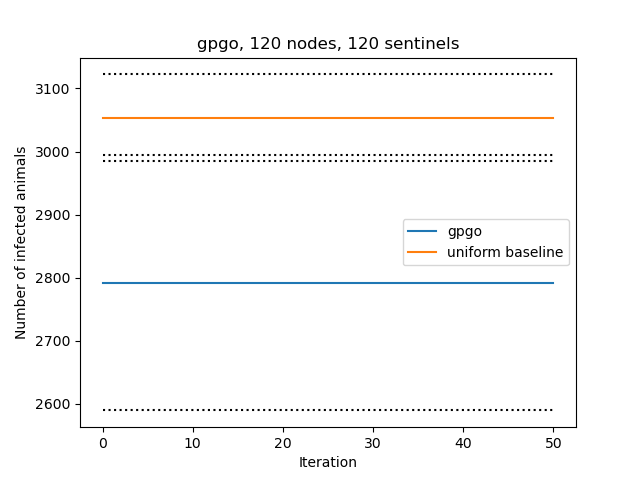 gpgo, 120 nodes, 120 sentinels
3100
3000
2900
2800
2700
2600
Number of infected animals
gpgo
uniform baseline
0 10 20 30 40 50
Iteration